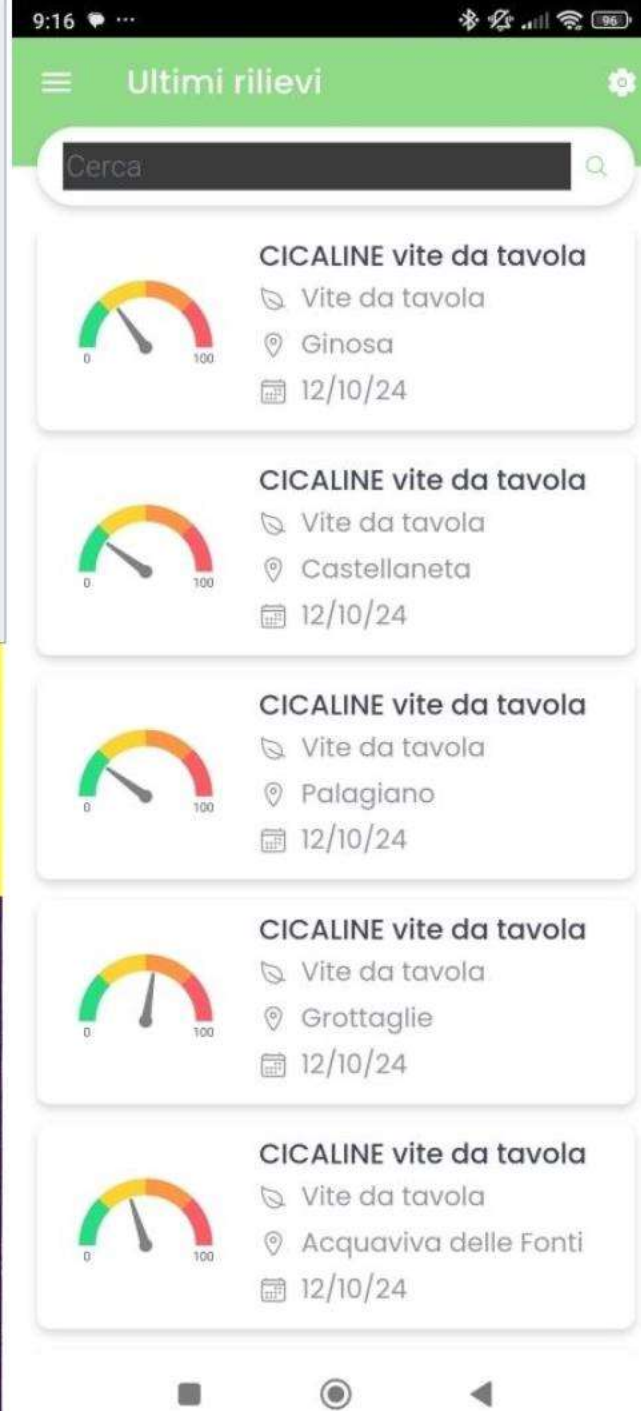 9:16
96
Ultimi rilievi
Cerca
CICALINE vite da tavola
Vite da tavola
Ginosa
12/10/24
0 100
CICALINE vite da tavola
Vite da tavola
Castellaneta
12/10/24
0 100
CICALINE vite da tavola
Vite da tavola
Palagiano
12/10/24
0 100
CICALINE vite da tavola
Vite da tavola
Grottaglie
12/10/24
0 100
CICALINE vite da tavola
Vite da tavola
Acquaviva delle Fonti
12/10/24
0 100